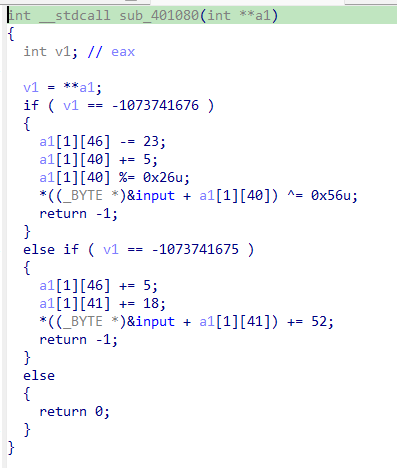 int __stdcall sub_401080(int **a1)
{
  int v1; // eax

  v1 = **a1;
  if ( v1 == -1073741676 )
  {
    a1[1][46] -= 23;
    a1[1][40] += 5;
    a1[1][40] %= 0x26u;
    *((_BYTE *)&input + a1[1][40]) ^= 0x56u;
    return -1;
  }
  else if ( v1 == -1073741675 )
  {
    a1[1][46] += 5;
    a1[1][41] += 18;
    *((_BYTE *)&input + a1[1][41]) += 52;
    return -1;
  }
  else
  {
    return 0;
  }
}